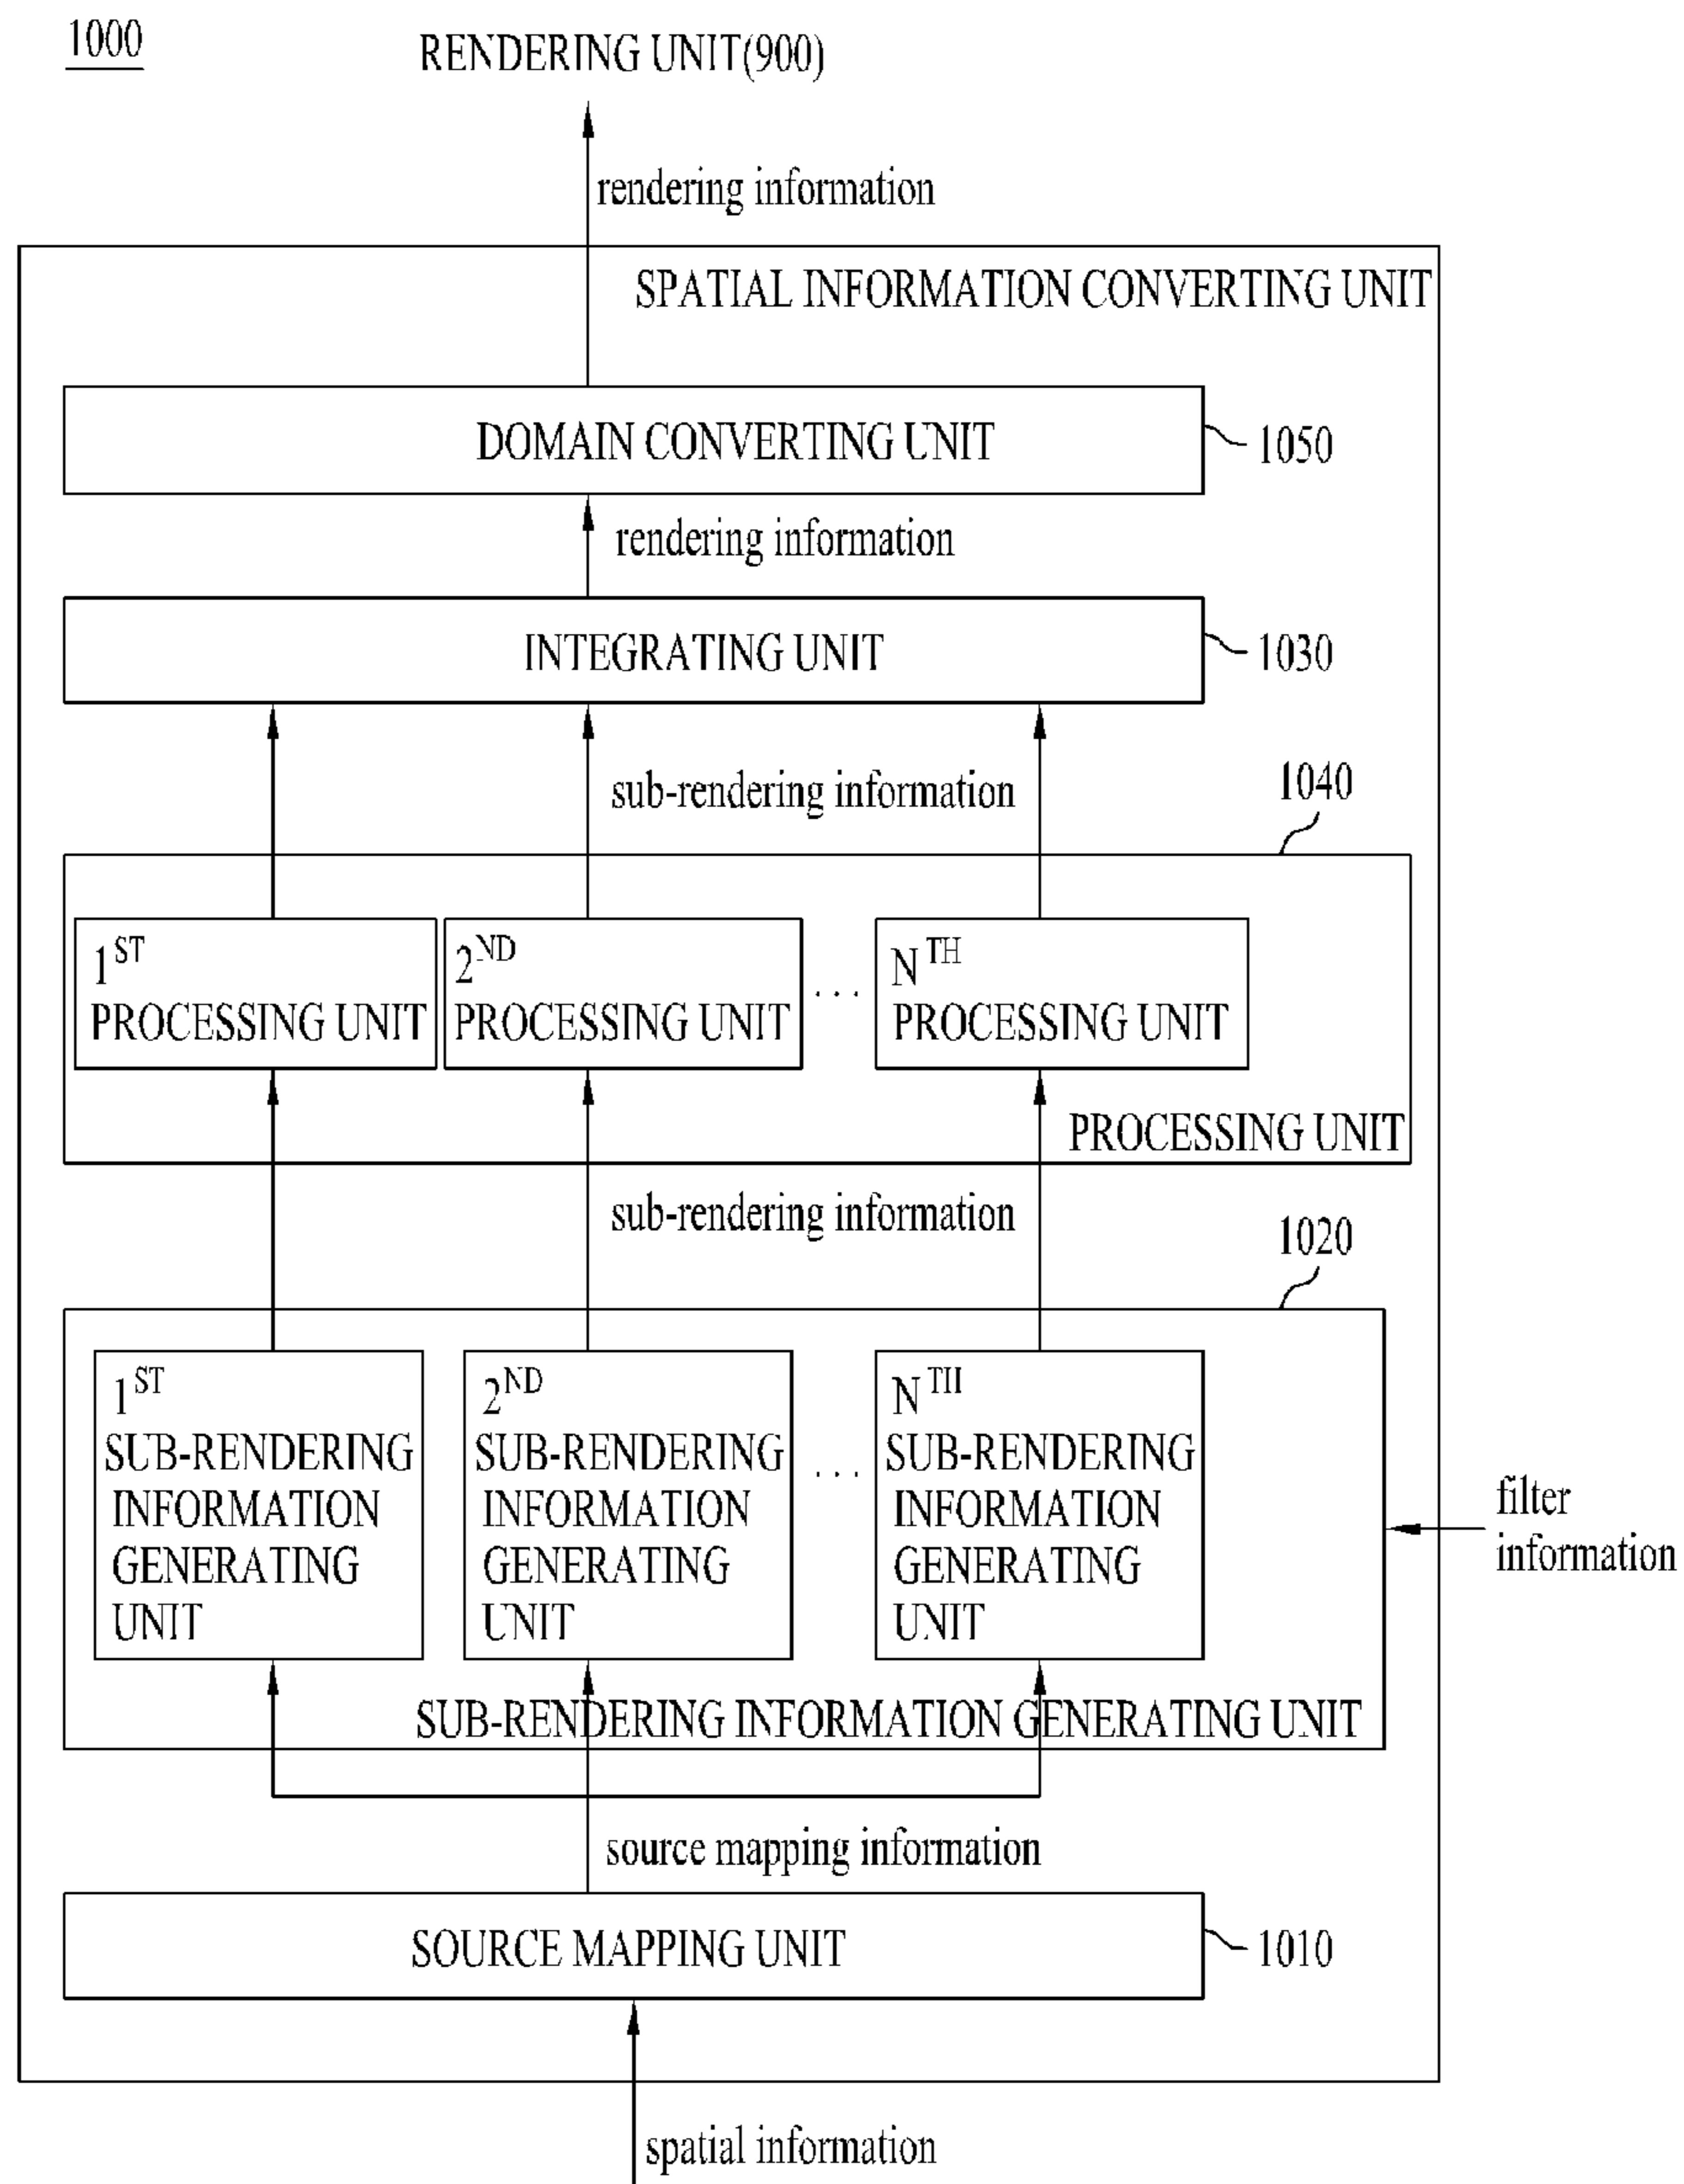 1000
RENDERING UNIT(900)
rendering information
SPATIAL INFORMATION CONVERTING UNIT
DOMAIN CONVERTING UNIT
1050
rendering information
INTEGRATING UNIT
1030
sub-rendering information
1040
1ST
PROCESSING UNIT
2ND
PROCESSING UNIT
. . .
N TH
PROCESSING UNIT
PROCESSING UNIT
sub-rendering information
1020
1ST
SUB-RENDERING
INFORMATION
GENERATING
UNIT
2ND
SUB-RENDERING
INFORMATION
GENERATING
UNIT
. . .
N TH
SUB-RENDERING
INFORMATION
GENERATING
UNIT
filter
information
SUB-RENDERING INFORMATION GENERATING UNIT
source mapping information
SOURCE MAPPING UNIT
1010
spatial information